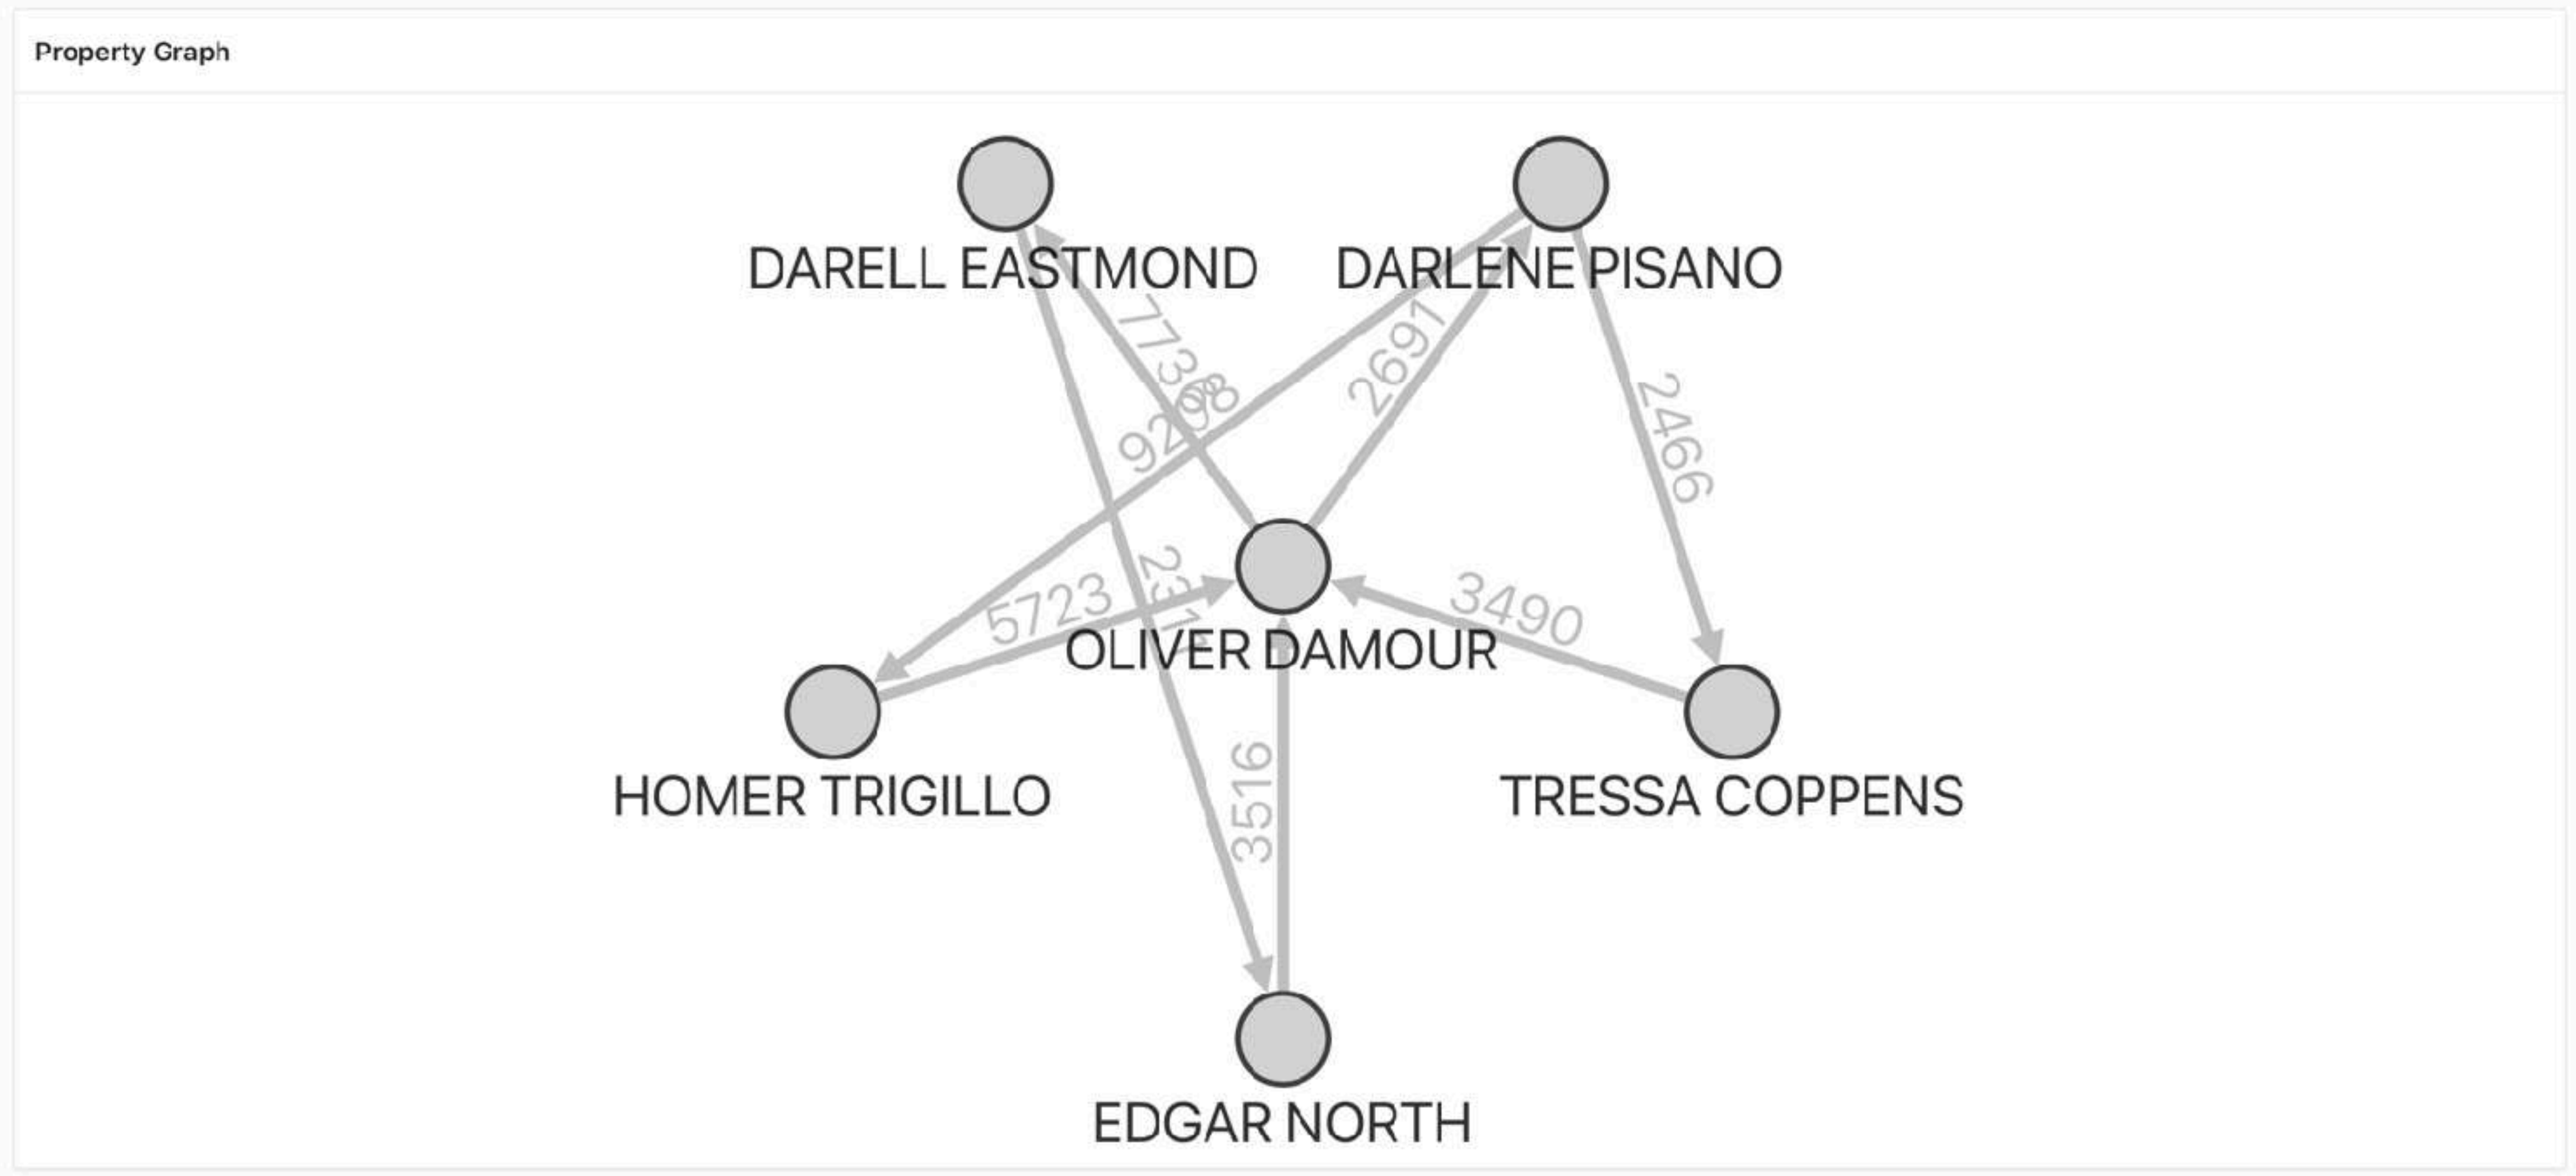 Property Graph
DARELL EASTMOND
DARLENE PISANO
2691
2466
5723
3490
OLIVER DAMOUR
HOMER TRIGILLO
TRESSA COPPENS
3516
EDGAR NORTH